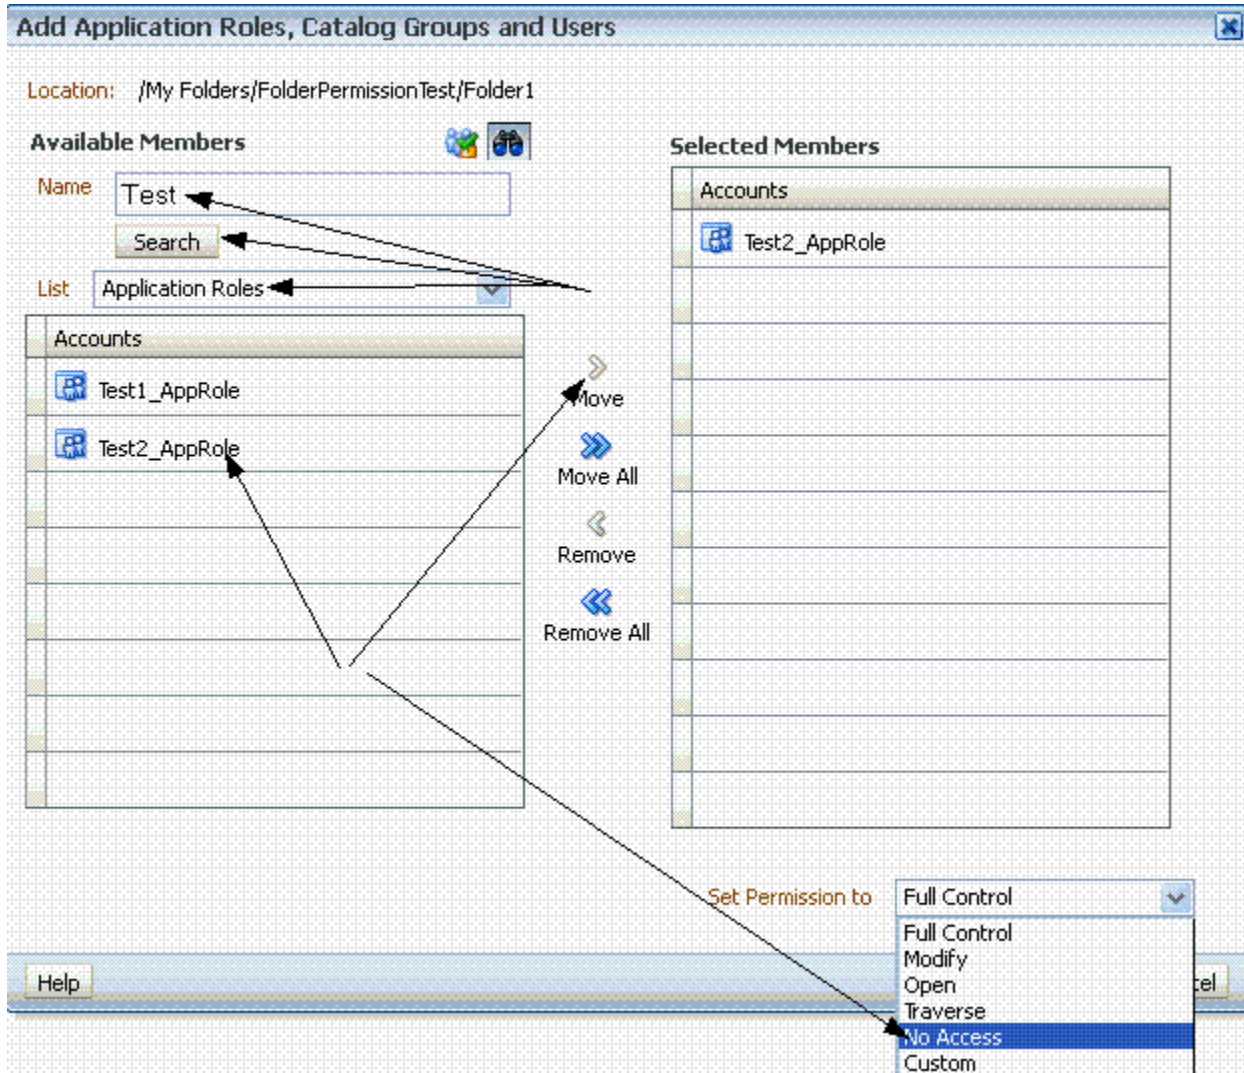 Add Application Roles, Catalog Groups and Users
Location: /My Folders/FolderPermissionTest/Folder1
Available Members
Name Test
Search
List Application Roles
Accounts
Test1_AppRole
Test2_AppRole
Move
Move All
Remove
Remove All
Selected Members
Accounts
Test2_AppRole
Set Permission to Full Control
Full Control
Modify
Open
Traverse
No Access
Custom
Help